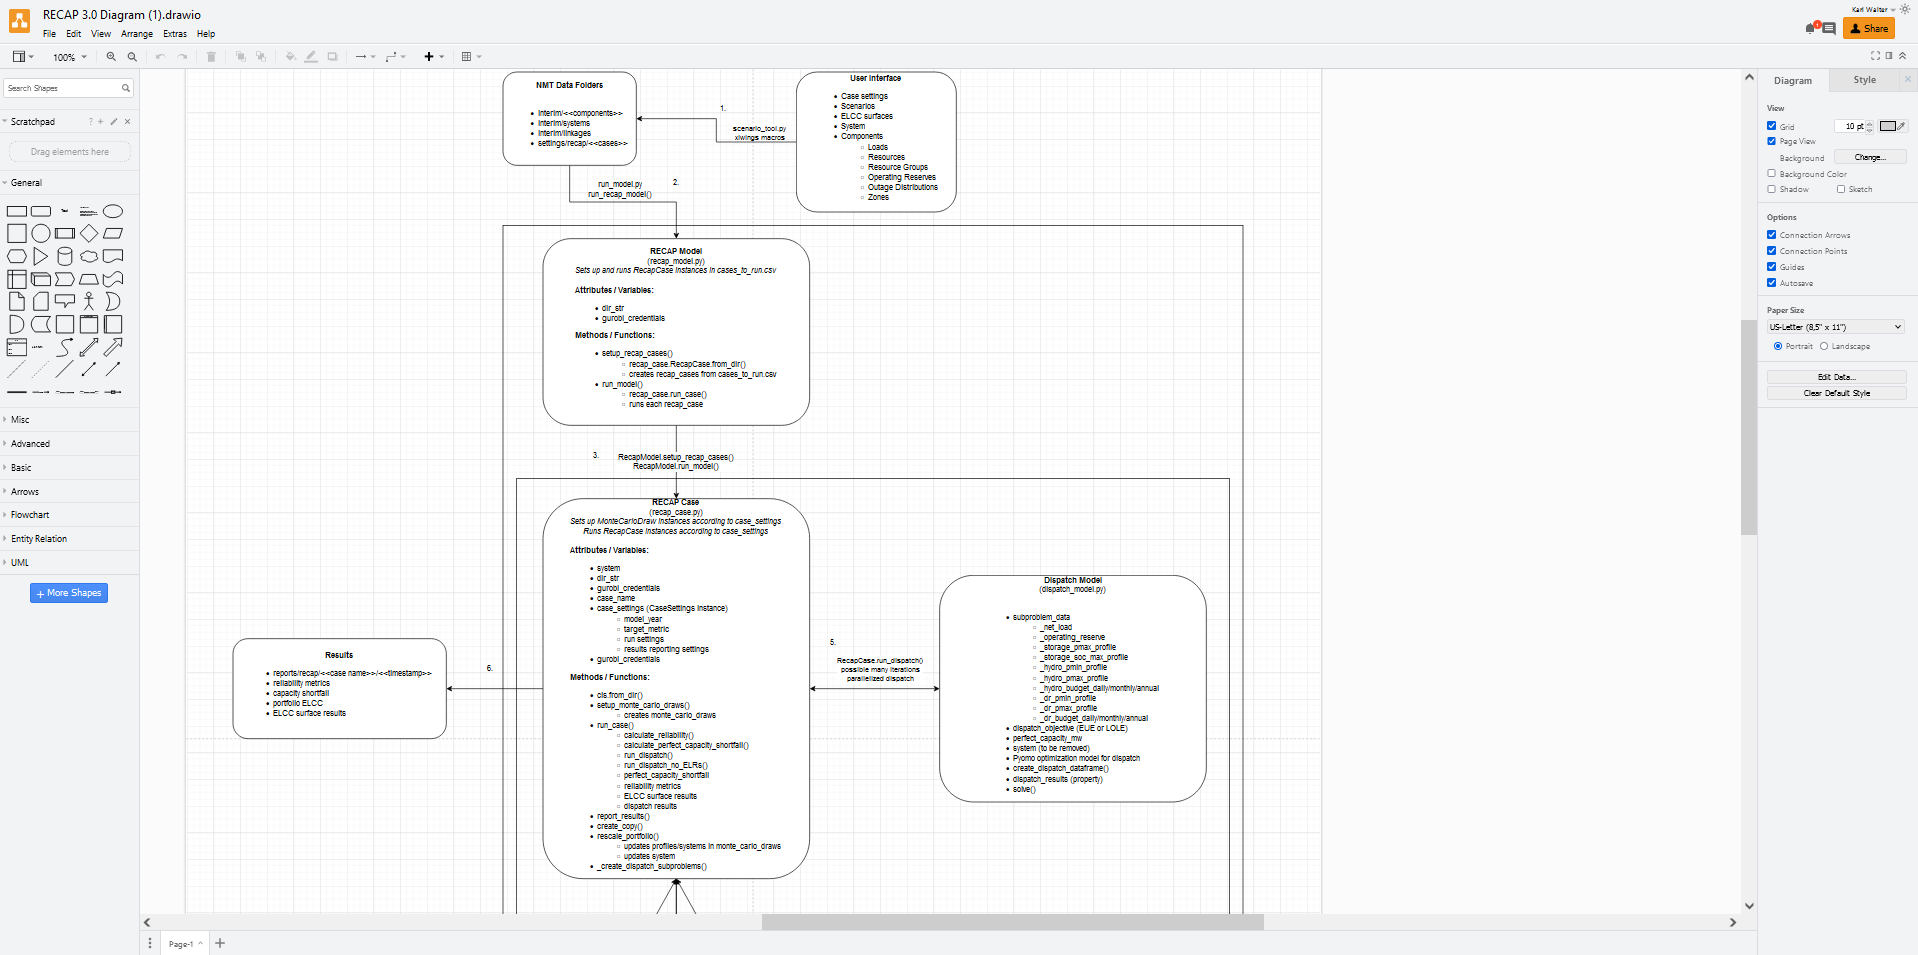 RECAP 3.0 Diagram (1).drawio
File Edit View Arrange Extras Help
Karl Walter
Share
100%
Search Shapes
Scratchpad
Drag elements here
General
Misc
Advanced
Basic
Arrows
Flowchart
Entity Relation
UML
+ More Shapes
NMT Data Folders
Interim/<<components>>
Interim/systems
Interim/linkages
settings/recap/<<cases>>
1.
scenario_tool.py
xlwings macros
User Interface
Case settings
Scenarios
ELCC surfaces
System
Components
Loads
Resources
Resource Groups
Operating Reserves
Outage Distributions
Zones
run_model.py
run_recap_model()
2.
RECAP Model
(recap_model.py)
Sets up and runs RecapCase instances in cases_to_run.csv
Attributes / Variables:
dir_str
gurobi_credentials
Methods / Functions:
setup_recap_cases()
recap_case.RecapCase.from_dir()
creates recap_cases from cases_to_run.csv
run_model()
recap_case.run_case()
runs each recap_case
3.
RecapModel.setup_recap_cases()
RecapModel.run_model()
RECAP Case
(recap_case.py)
Sets up MonteCarloDraw instances according to case_settings
Runs RecapCase instances according to case_settings
Attributes / Variables:
system
dir_str
gurobi_credentials
case_name
case_settings (CaseSettings instance)
model_year
target_metric
run settings
results reporting settings
gurobi_credentials
Methods / Functions:
cls.from_dir()
setup_monte_carlo_draws()
creates monte_carlo_draws
run_case()
calculate_reliability()
calculate_perfect_capacity_shortfall()
run_dispatch()
run_dispatch_no_ELRs()
perfect_capacity_shortfall
reliability metrics
ELCC surface results
dispatch results
report_results()
create_copy()
rescale_portfolio()
updates profiles/systems in monte_carlo_draws
updates system
_create_dispatch_subproblems()
6.
Results
reports/recap/<<case name>>/<<timestamp>>
reliability metrics
capacity shortfall
portfolio ELCC
ELCC surface results
5.
RecapCase.run_dispatch()
possible many iterations
parallelized dispatch
Dispatch Model
(dispatch_model.py)
subproblem_data
_net_load
_operating_reserve
_storage_pmax_profile
_storage_soc_max_profile
_hydro_pmin_profile
_hydro_pmax_profile
_hydro_budget_daily/monthly/annual
_dr_pmin_profile
_dr_pmax_profile
_dr_budget_daily/monthly/annual
dispatch_objective (EUE or LOLE)
perfect_capacity_mw
system (to be removed)
Pyomo optimization model for dispatch
create_dispatch_dataframe()
dispatch_results (property)
solve()
Diagram Style
View
Grid
10 pt
Page View
Background
Change...
Background Color
Shadow
Sketch
Options
Connection Arrows
Connection Points
Guides
Autosave
Paper Size
US-Letter (8,5" x 11")
Portrait
Landscape
Edit Data...
Clear Default Style
Page-1